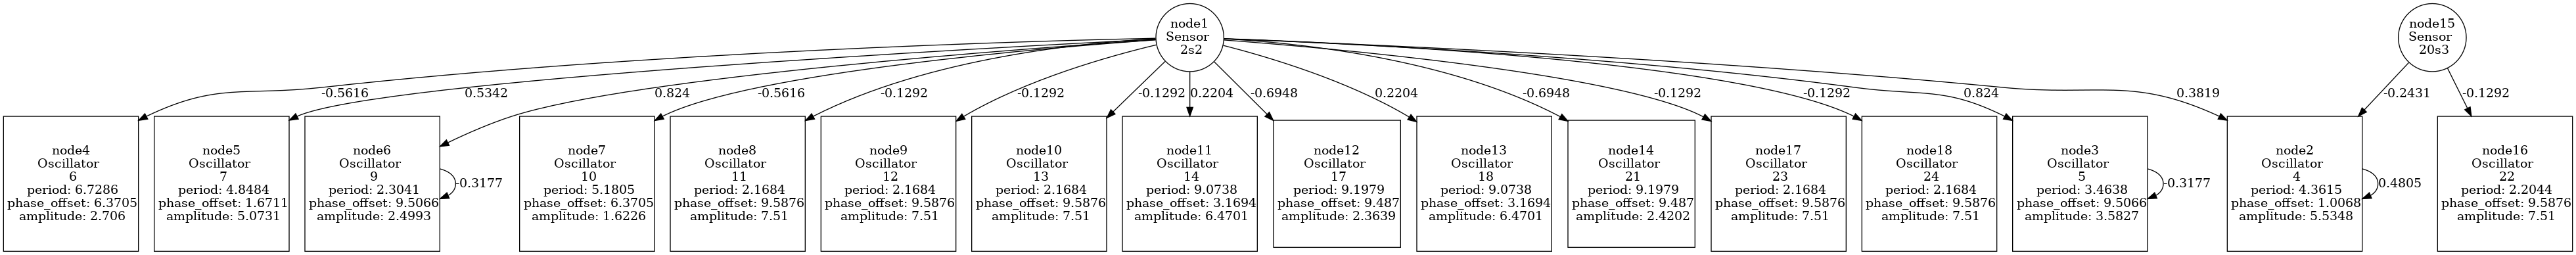 node1
Sensor
2s2
node15
Sensor
20s3
-0.5616
0.5342
0.824
-0.5616
-0.1292
-0.1292
-0.1292
0.2204
-0.6948
0.2204
-0.6948
-0.1292
-0.1292
0.824
0.3819
-0.2431
-0.1292
node4
Oscillator
6
period: 6.7286
phase_offset: 6.3705
amplitude: 2.706
node5
Oscillator
7
period: 4.8484
phase_offset: 1.6711
amplitude: 5.0731
node6
Oscillator
9
period: 2.3041
phase_offset: 9.5066
amplitude: 2.4993
-0.3177
node7
Oscillator
10
period: 5.1805
phase_offset: 6.3705
amplitude: 1.6226
node8
Oscillator
11
period: 2.1684
phase_offset: 9.5876
amplitude: 7.51
node9
Oscillator
12
period: 2.1684
phase_offset: 9.5876
amplitude: 7.51
node10
Oscillator
13
period: 2.1684
phase_offset: 9.5876
amplitude: 7.51
node11
Oscillator
14
period: 9.0738
phase_offset: 3.1694
amplitude: 6.4701
node12
Oscillator
17
period: 9.1979
phase_offset: 9.487
amplitude: 2.3639
node13
Oscillator
18
period: 9.0738
phase_offset: 3.1694
amplitude: 6.4701
node14
Oscillator
21
period: 9.1979
phase_offset: 9.487
amplitude: 2.4202
node17
Oscillator
23
period: 2.1684
phase_offset: 9.5876
amplitude: 7.51
node18
Oscillator
24
period: 2.1684
phase_offset: 9.5876
amplitude: 7.51
node3
Oscillator
5
period: 3.4638
phase_offset: 9.5066
amplitude: 3.5827
-0.3177
node2
Oscillator
4
period: 4.3615
phase_offset: 1.0068
amplitude: 5.5348
0.4805
node16
Oscillator
22
period: 2.2044
phase_offset: 9.5876
amplitude: 7.51